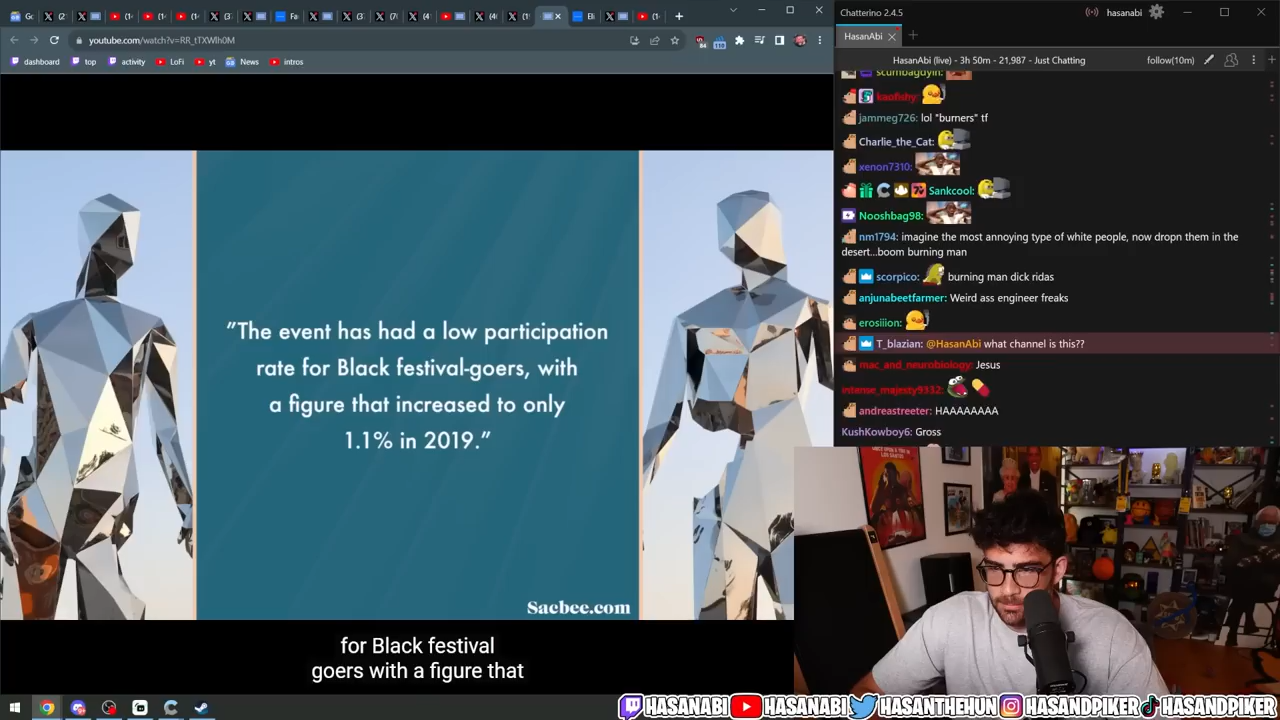 youtube.com/watch?v=RR_tTXWlh0M
dashboard
top
activity
LoFi
yt
News
intros
"The event has had a low participation
rate for Black festival-goers, with
a figure that increased to only
1.1% in 2019."
Sacbee.com
for Black festival
goers with a figure that
Chatterino 2.4.5
hasanabi
HasanAbi
HasanAbi (live) - 3h 50m - 21,987 - Just Chatting
follow(10m)
scumbagdyin:
kaofishy:
jammeg726: lol "burners" tf
Charlie_the_Cat:
xenon7310:
Sankcool:
Nooshbag98:
nm1794: imagine the most annoying type of white people, now dropn them in the
desert...boom burning man
scorpico: burning man dick ridas
anjunabeetfarmer: Weird ass engineer freaks
erosiiion:
T_blazian: @HasanAbi what channel is this??
mac_and_neurobiology: Jesus
intense_majesty9332:
andreastreeter: HAAAAAAAA
KushKowboy6: Gross
HASANABI
HASANABI
HASANTHEHUN
HASANDPIKER
HASANDPIKER